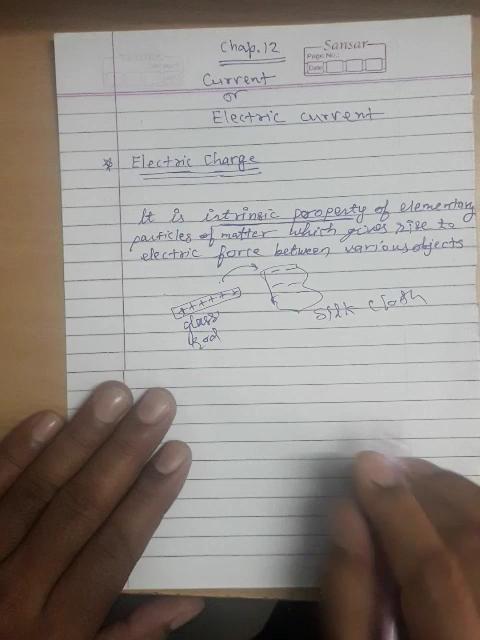 Chap.12
Sansar
Page No.:
Date
Current
or
Electric current
* Electric Charge
It is intrinsic property of elementary
particles of matter which gives rise to
electric force between various objects
+ + + + +
glass
Rod
silk cloth